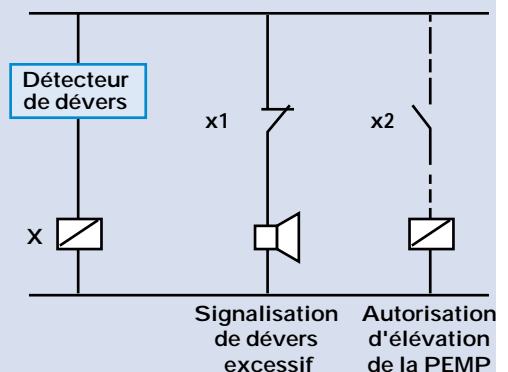 Détecteur
de dévers
x1
x2
X
Signalisation
de dévers
excessif
Autorisation
d'élévation
de la PEMP